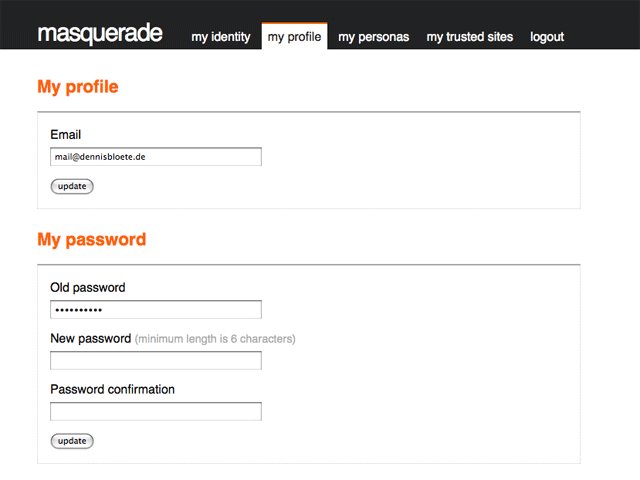 masquerade my identity my profile my personas my trusted sites logout
My profile
Email
mail@dennisbloete.de
update
My password
Old password
••••••••••
New password (minimum length is 6 characters)
Password confirmation
update